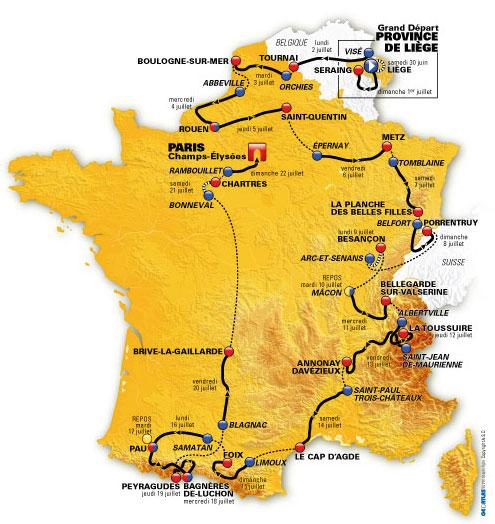 Grand Départ
PROVINCE
DE LIÈGE
BELGIQUE
lundi
2 juillet
VISÉ
samedi 30 juin
LIÈGE
SERAING
dimanche 1er juillet
TOURNAI
BOULOGNE-SUR-MER
mardi
3 juillet
ORCHIES
ABBEVILLE
mercredi
4 juillet
SAINT-QUENTIN
ROUEN
jeudi 5 juillet
METZ
ÉPERNAY
vendredi
6 juillet
TOMBLAINE
samedi
7 juillet
PARIS
Champs-Élysées
RAMBOUILLET
dimanche 22 juillet
samedi
21 juillet
CHARTRES
BONNEVAL
LA PLANCHE
DES BELLES FILLES
BELFORT
PORRENTRUY
dimanche
8 juillet
lundi 9 juillet
BESANÇON
ARC-ET-SENANS
SUISSE
REPOS
mardi 10 juillet
MÂCON
BELLEGARDE
SUR-VALSERINE
mercredi
11 juillet
ALBERTVILLE
LA TOUSSUIRE
jeudi 12 juillet
SAINT-JEAN
DE-MAURIENNE
vendredi
13 juillet
ANNONAY
DAVÉZIEUX
SAINT-PAUL
TROIS-CHÂTEAUX
samedi
14 juillet
BRIVE-LA-GAILLARDE
vendredi
20 juillet
BLAGNAC
REPOS
mardi
17 juillet
lundi
16 juillet
PAU
SAMATAN
FOIX
LIMOUX
LE CAP D'AGDE
dimanche
15 juillet
PEYRAGUDES
jeudi 19 juillet
BAGNÈRES
DE-LUCHON
mercredi 18 juillet